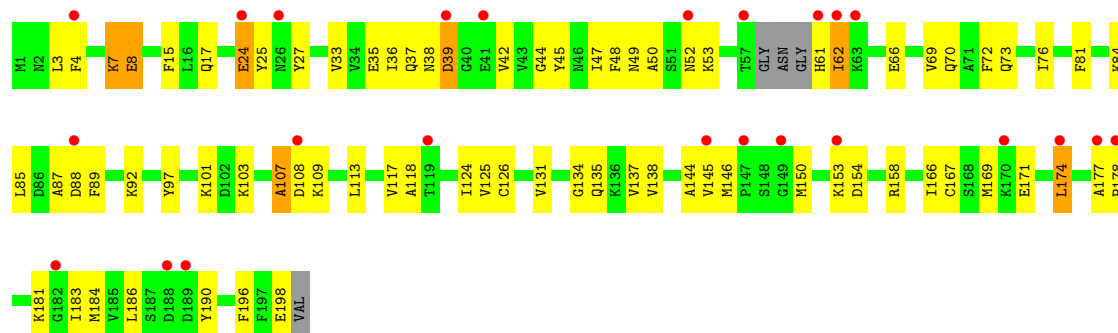 M1 N2 L3 F4 K7 E8 F15 L16 Q17 E24 Y25 N26 Y27 V33 V34 E35 I36 Q37 N38 D39 G40 E41 V42 V43 G44 Y45 N46 I47 F48 N49 A50 S51 N52 K53 T57 GLY ASN GLY H61 I62 K63 E66 V69 Q70 A71 F72 Q73 I76 F81 K84
L85 D86 A87 D88 F89 K92 Y97 K101 D102 K103 A107 D108 K109 L113 V117 A118 T119 I124 V125 C126 V131 G134 Q135 K136 V137 V138 A144 V145 M146 P147 S148 G149 M150 K153 D154 R158 I166 C167 S168 M169 K170 E171 L174 A177
K181 G182 I183 M184 V185 L186 S187 D188 D189 Y190 F196 F197 E198 VAL